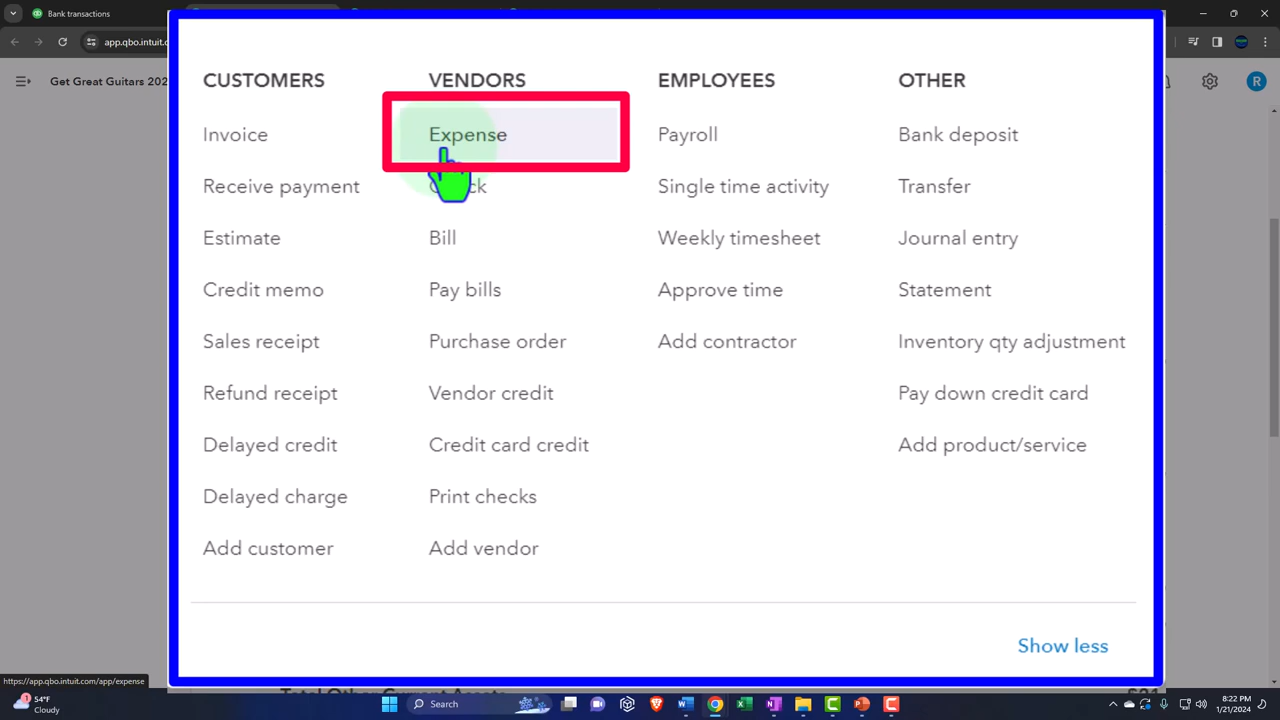 Bank transactions
app.qbo.intuit.c
Get Great Guitars 202
R
CUSTOMERS
Invoice
Receive payment
Estimate
Credit memo
Sales receipt
Refund receipt
Delayed credit
Delayed charge
Add customer
VENDORS
Expense
Bill
Pay bills
Purchase order
Vendor credit
Credit card credit
Print checks
Add vendor
EMPLOYEES
Payroll
Single time activity
Weekly timesheet
Approve time
Add contractor
OTHER
Bank deposit
Transfer
Journal entry
Statement
Inventory qty adjustment
Pay down credit card
Add product/service
Show less
https://app.qbo.intuit.com/app/expense
54°F
Cloudy
Search
8:22 PM
1/22/2024